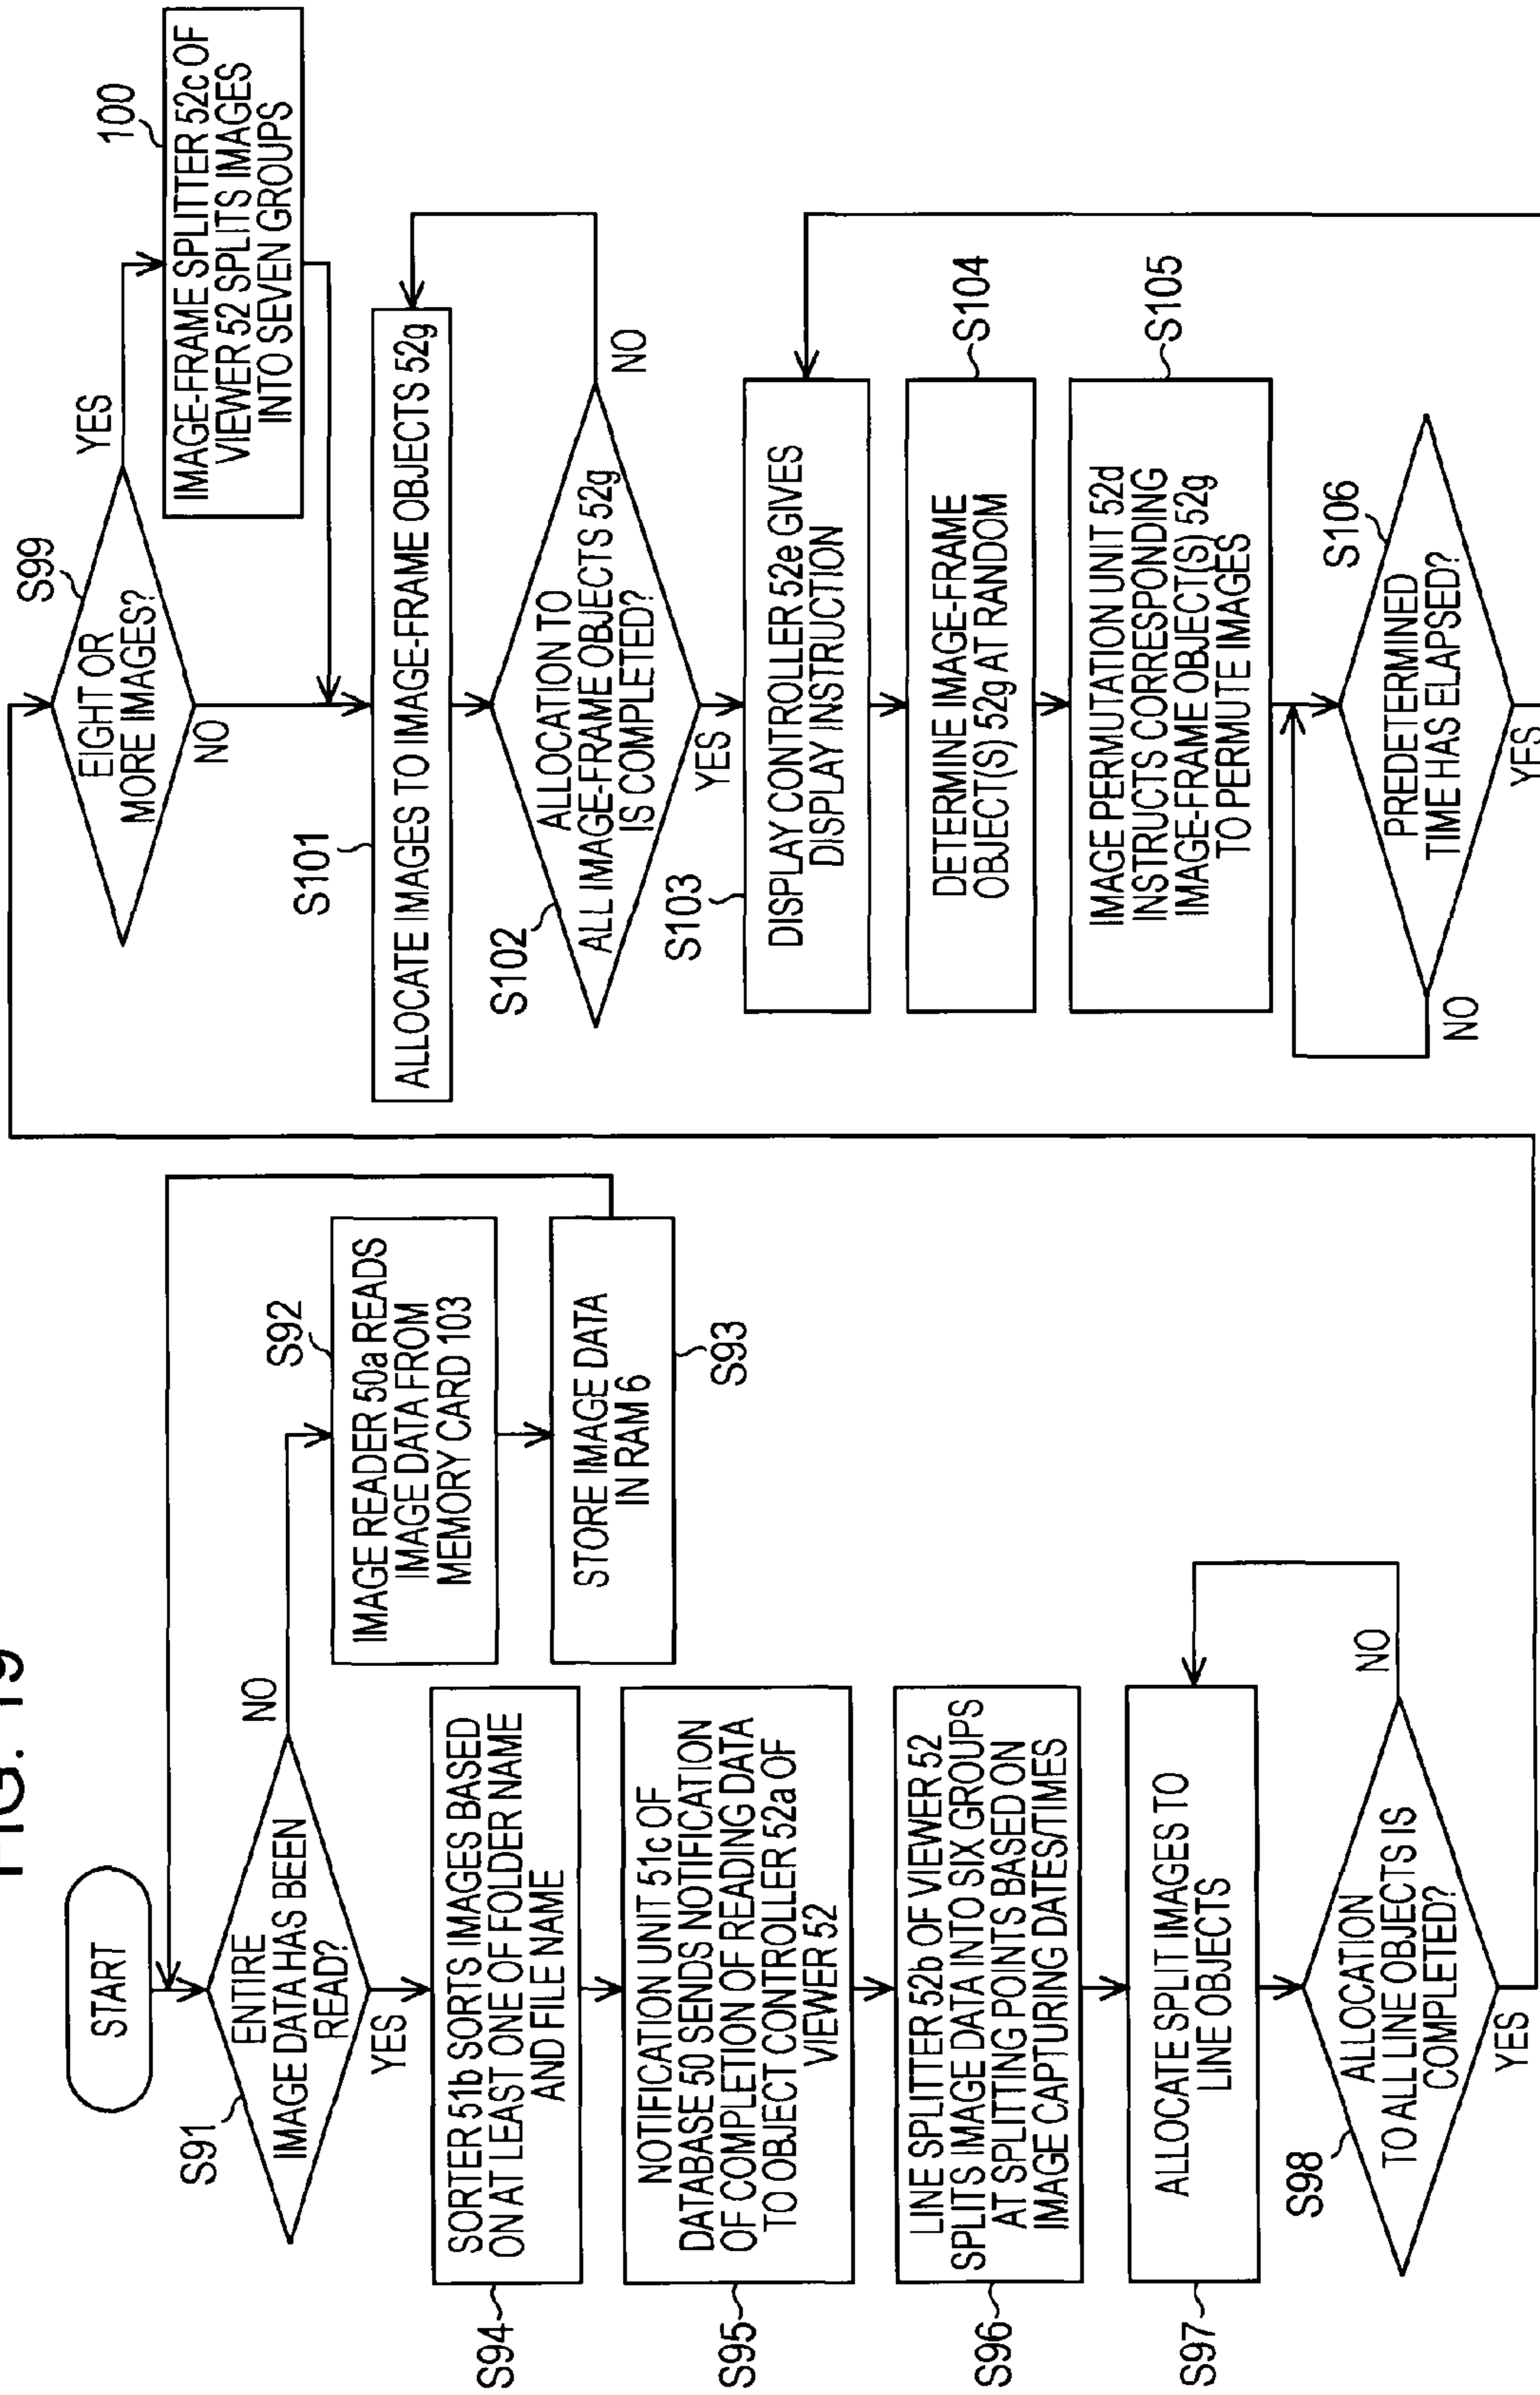 FIG. 19
START
S91
ENTIRE
IMAGE DATA HAS BEEN
READ?
NO
YES
S92
IMAGE READER 50a READS
IMAGE DATA FROM
MEMORY CARD 103
STORE IMAGE DATA
IN RAM 6
S93
S94
SORTER 51b SORTS IMAGES BASED
ON AT LEAST ONE OF FOLDER NAME
AND FILE NAME
S95
NOTIFICATION UNIT 51c OF
DATABASE 50 SENDS NOTIFICATION
OF COMPLETION OF READING DATA
TO OBJECT CONTROLLER 52a OF
VIEWER 52
S96
LINE SPLITTER 52b OF VIEWER 52
SPLITS IMAGE DATA INTO SIX GROUPS
AT SPLITTING POINTS BASED ON
IMAGE CAPTURING DATES/TIMES
S97
ALLOCATE SPLIT IMAGES TO
LINE OBJECTS
S98
ALLOCATION
TO ALL LINE OBJECTS IS
COMPLETED?
NO
YES
S99
EIGHT OR
MORE IMAGES?
YES
NO
100
IMAGE-FRAME SPLITTER 52c OF
VIEWER 52 SPLITS IMAGES
INTO SEVEN GROUPS
S101
ALLOCATE IMAGES TO IMAGE-FRAME OBJECTS 52g
S102
ALLOCATION TO
ALL IMAGE-FRAME OBJECTS 52g
IS COMPLETED?
NO
YES
S103
DISPLAY CONTROLLER 52e GIVES
DISPLAY INSTRUCTION
DETERMINE IMAGE-FRAME
OBJECT(S) 52g AT RANDOM
S104
IMAGE PERMUTATION UNIT 52d
INSTRUCTS CORRESPONDING
IMAGE-FRAME OBJECT(S) 52g
TO PERMUTE IMAGES
S105
S106
PREDETERMINED
TIME HAS ELAPSED?
NO
YES